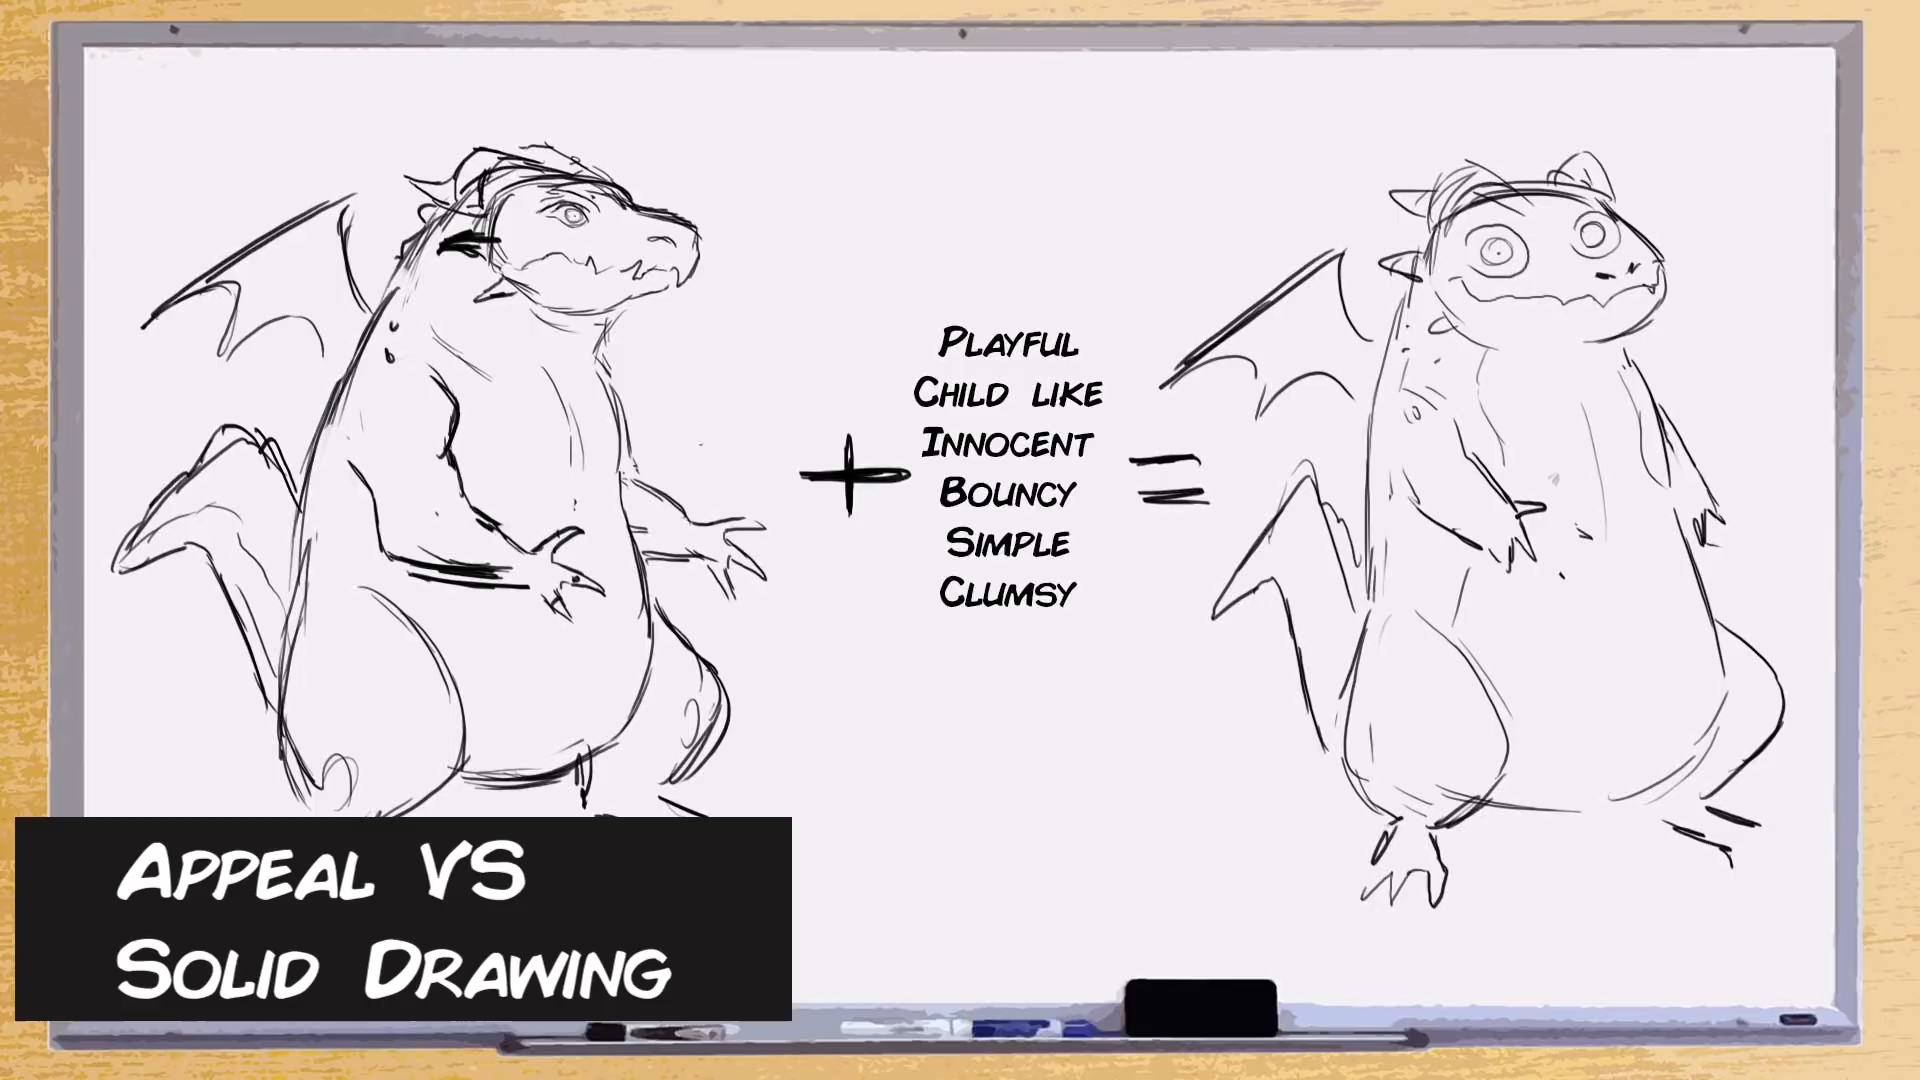 Playful
Child like
Innocent
Bouncy
Simple
Clumsy
Appeal VS
Solid Drawing